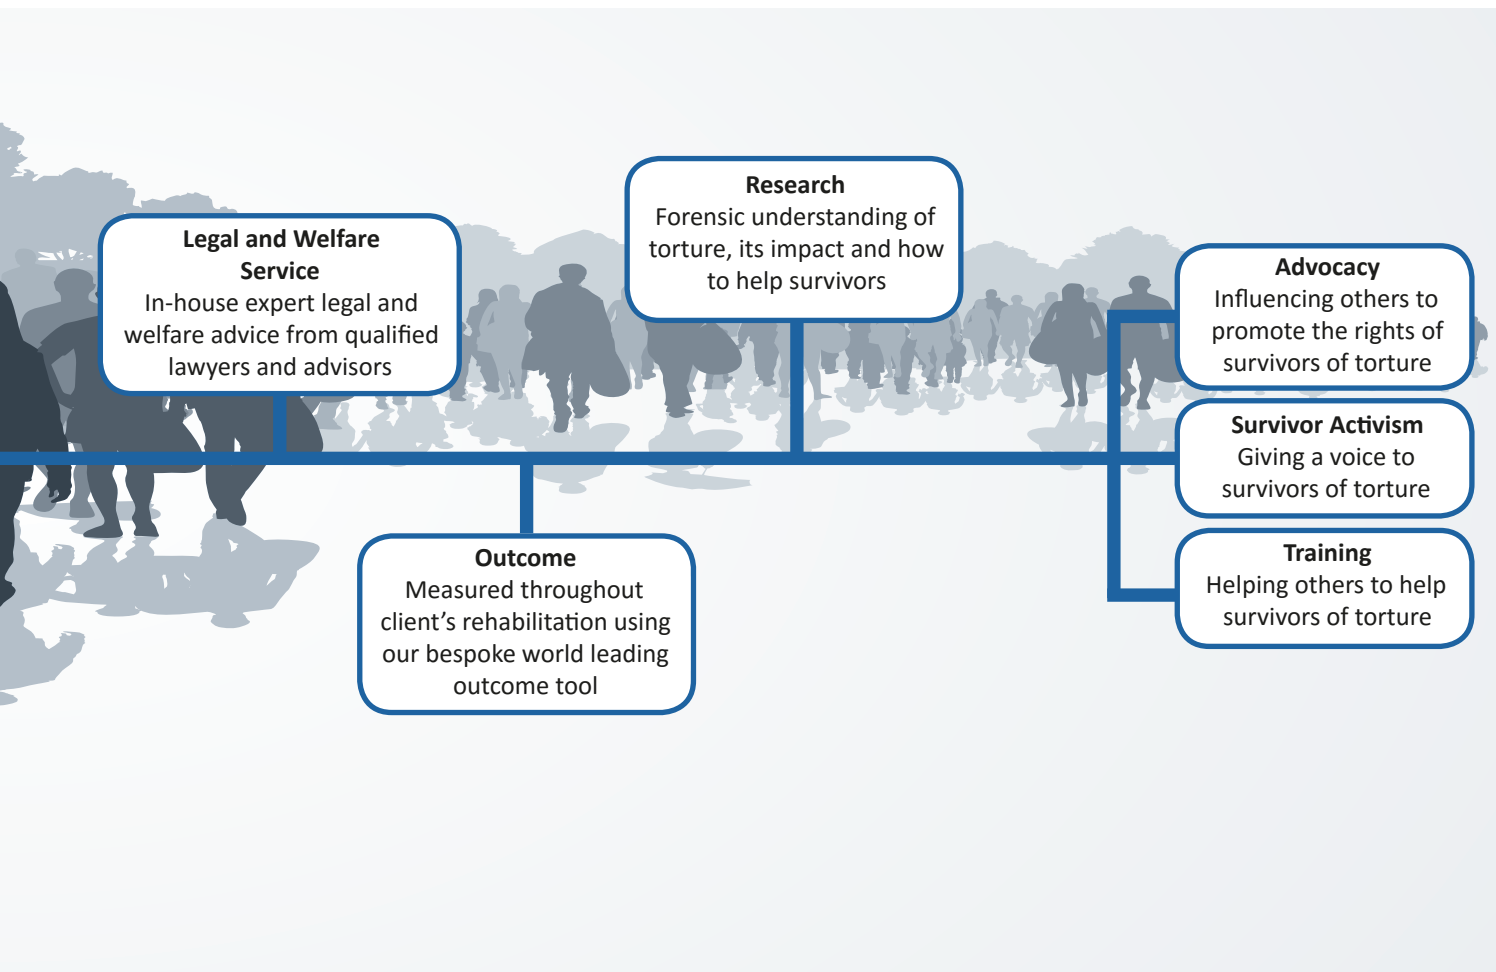 Legal and Welfare
Service
In-house expert legal and
welfare advice from qualified
lawyers and advisors
Outcome
Measured throughout
client’s rehabilitation using
our bespoke world leading
outcome tool
Research
Forensic understanding of
torture, its impact and how
to help survivors
Advocacy
Influencing others to
promote the rights of
survivors of torture
Survivor Activism
Giving a voice to
survivors of torture
Training
Helping others to help
survivors of torture